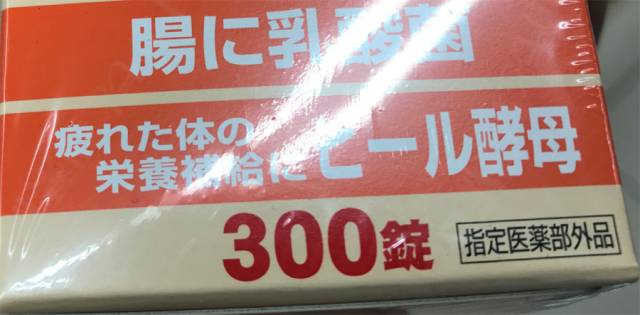 腸に乳酸菌
疲れた体の
栄養補給に
ビール酵母
300錠
指定医薬部外品